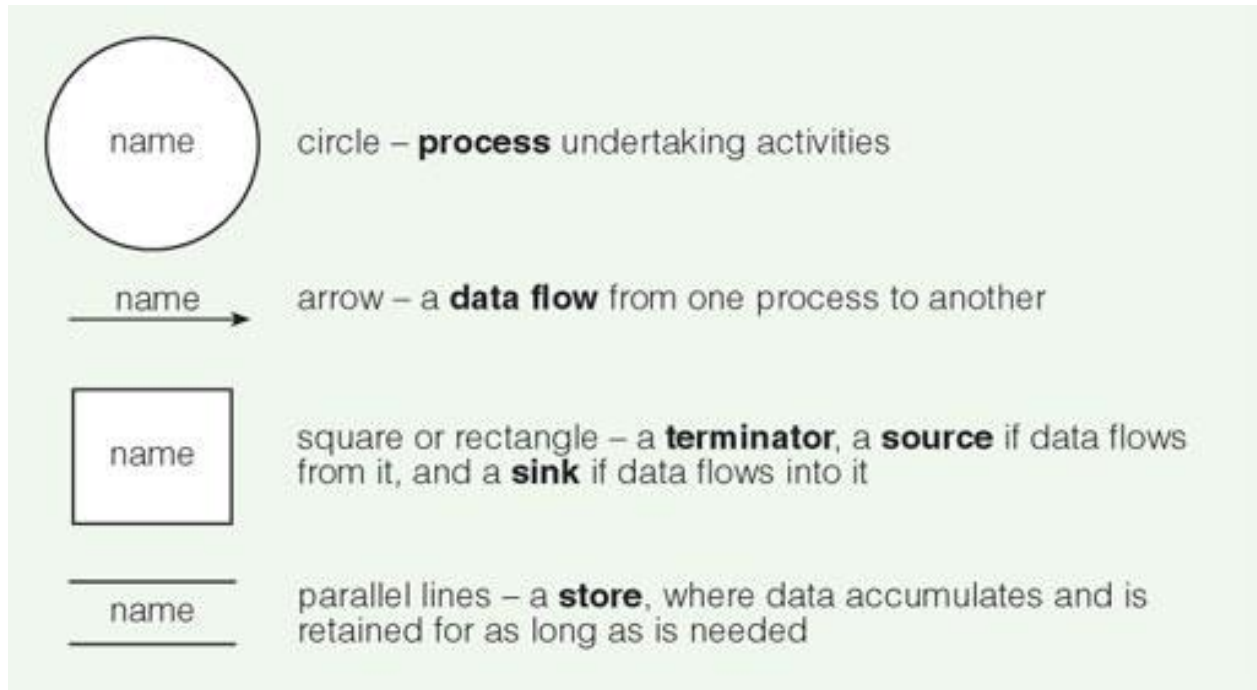 name
circle – process undertaking activities
name
arrow – a data flow from one process to another
name
square or rectangle – a terminator, a source if data flows
from it, and a sink if data flows into it
name
parallel lines – a store, where data accumulates and is
retained for as long as is needed